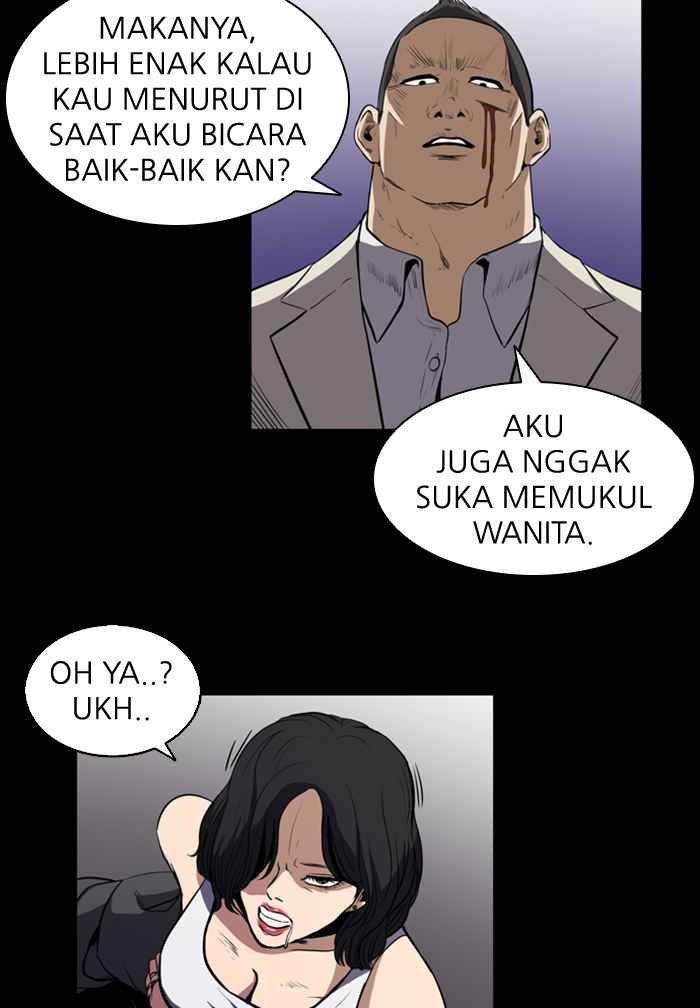 MAKANYA,
LEBIH ENAK KALAU
KAU MENURUT DI
SAAT AKU BICARA
BAIK-BAIK KAN?
AKU
JUGA NGGAK
SUKA MEMUKUL
WANITA.
OH YA..?
UKH..